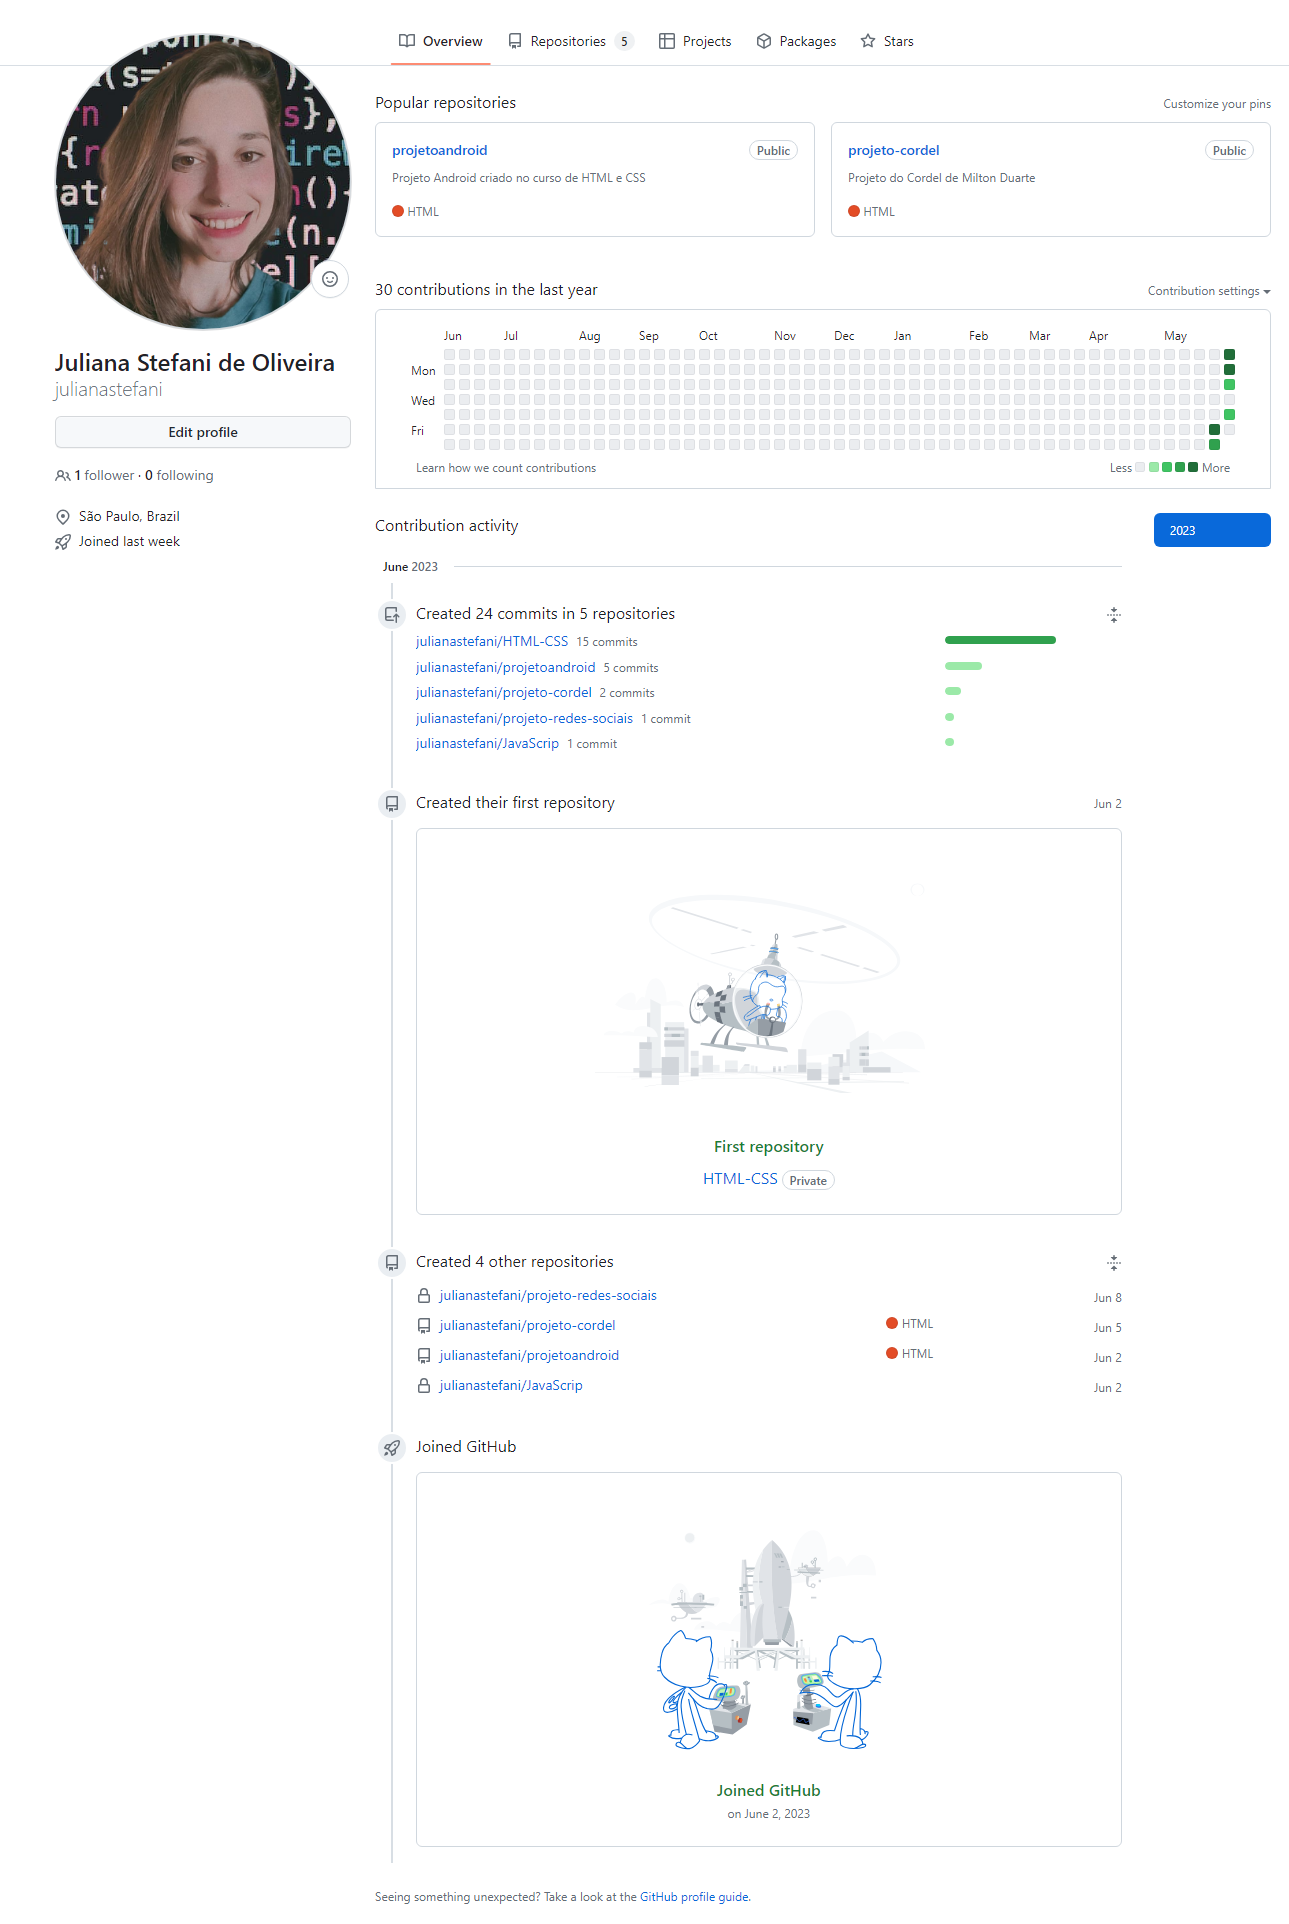 Overview
Repositories 5
Projects
Packages
Stars
Juliana Stefani de Oliveira
julianastefani
Edit profile
1 follower · 0 following
São Paulo, Brazil
Joined last week
Popular repositories
Customize your pins
projetoandroid
Public
Projeto Android criado no curso de HTML e CSS
HTML
projeto-cordel
Public
Projeto do Cordel de Milton Duarte
HTML
30 contributions in the last year
Contribution settings
Jun Jul Aug Sep Oct Nov Dec Jan Feb Mar Apr May
Mon
Wed
Fri
Learn how we count contributions
Less More
Contribution activity
2023
June 2023
Created 24 commits in 5 repositories
julianastefani/HTML-CSS 15 commits
julianastefani/projetoandroid 5 commits
julianastefani/projeto-cordel 2 commits
julianastefani/projeto-redes-sociais 1 commit
julianastefani/JavaScrip 1 commit
Created their first repository
Jun 2
First repository
HTML-CSS Private
Created 4 other repositories
julianastefani/projeto-redes-sociais
Jun 8
julianastefani/projeto-cordel
HTML
Jun 5
julianastefani/projetoandroid
HTML
Jun 2
julianastefani/JavaScrip
Jun 2
Joined GitHub
Joined GitHub
on June 2, 2023
Seeing something unexpected? Take a look at the GitHub profile guide.